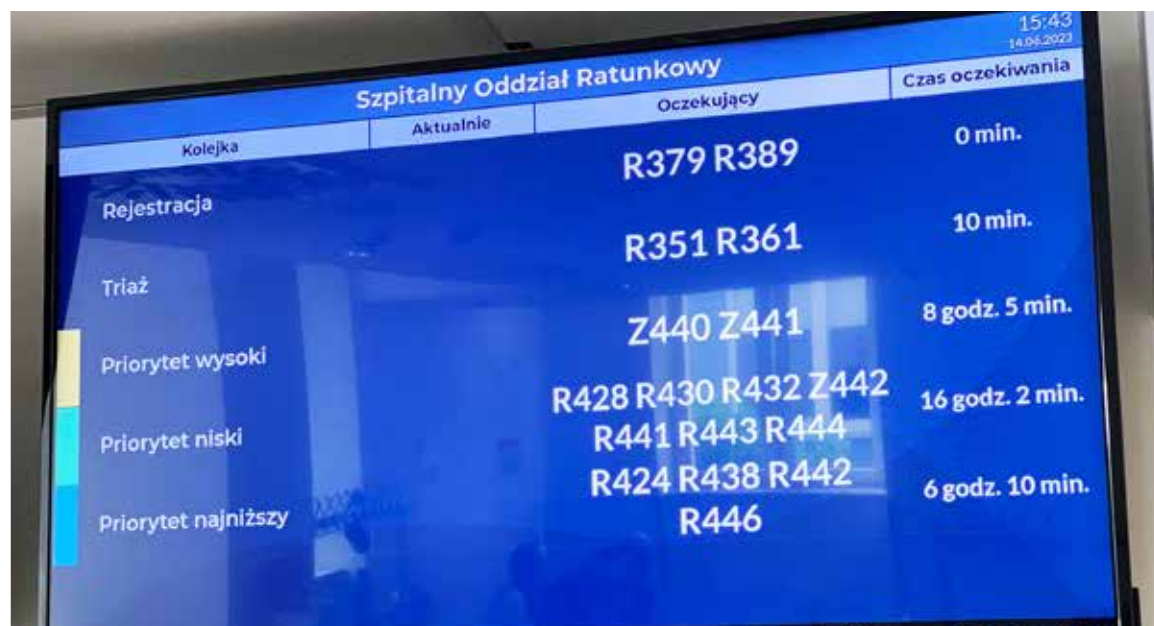 15:43
14.06.2023
Szpitalny Oddział Ratunkowy
Kolejka Aktualnie Oczekujący Czas oczekiwania
Rejestracja R379 R389 0 min.
Triaż R351 R361 10 min.
Priorytet wysoki Z440 Z441 8 godz. 5 min.
Priorytet niski R428 R430 R432 Z442 16 godz. 2 min.
R441 R443 R444
Priorytet najniższy R424 R438 R442 6 godz. 10 min.
R446